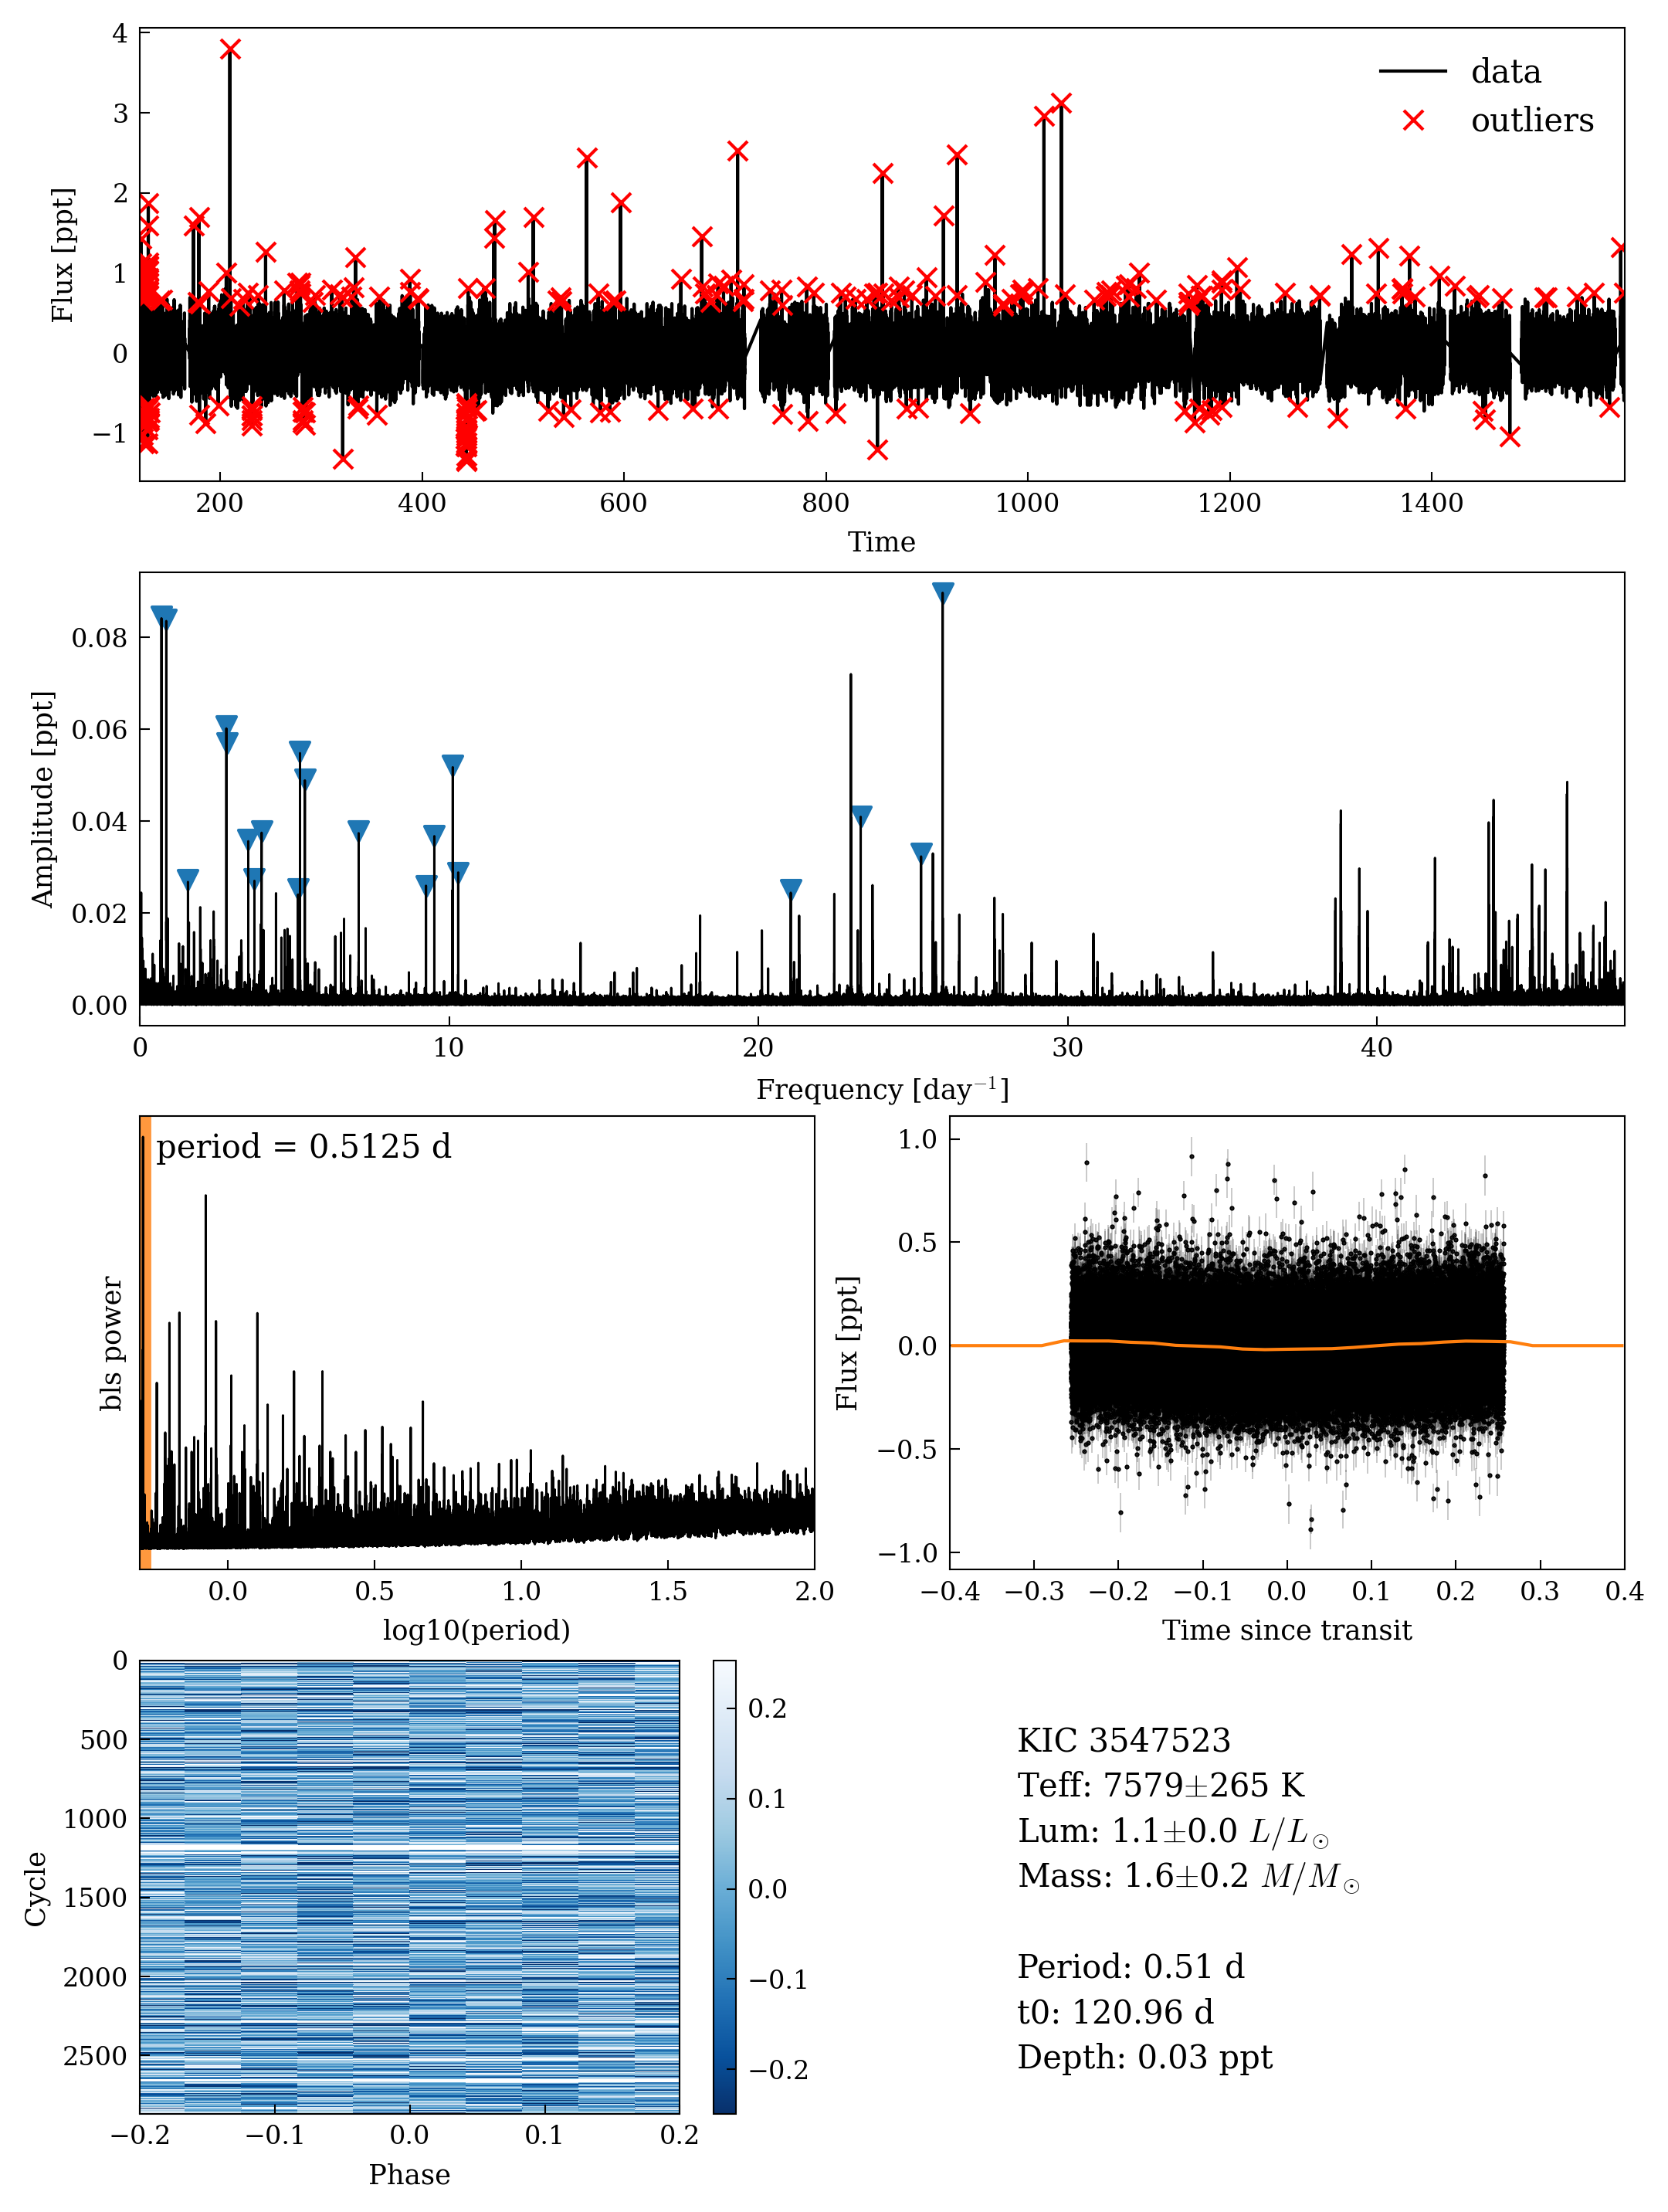 4
3
2
1
0
−1
Flux [ppt]
data
outliers
200 400 600 800 1000 1200 1400
Time
0.08
0.06
0.04
0.02
0.00
Amplitude [ppt]
0 10 20 30 40
Frequency [day⁻¹]
period = 0.5125 d
bls power
0.0 0.5 1.0 1.5 2.0
log10(period)
1.0
0.5
0.0
−0.5
−1.0
Flux [ppt]
−0.4 −0.3 −0.2 −0.1 0.0 0.1 0.2 0.3 0.4
Time since transit
0
500
1000
1500
2000
2500
Cycle
−0.2 −0.1 0.0 0.1 0.2
Phase
0.2
0.1
0.0
−0.1
−0.2
KIC 3547523
Teff: 7579±265 K
Lum: 1.1±0.0 L/L⊙
Mass: 1.6±0.2 M/M⊙
Period: 0.51 d
t0: 120.96 d
Depth: 0.03 ppt